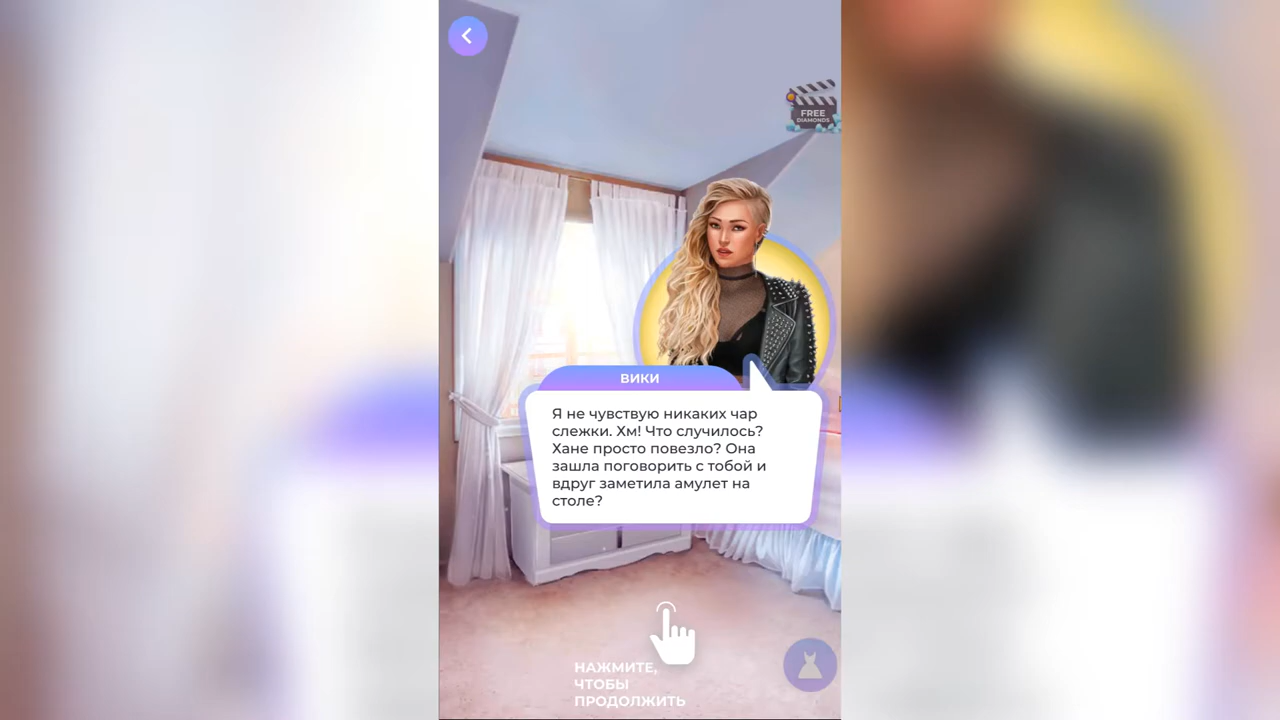 FREE
DIAMONDS
ВИКИ
Я не чувствую никаких чар
слежки. Хм! Что случилось?
Хане просто повезло? Она
зашла поговорить с тобой и
вдруг заметила амулет на
столе?
НАЖМИТЕ,
ЧТОБЫ
ПРОДОЛЖИТЬ